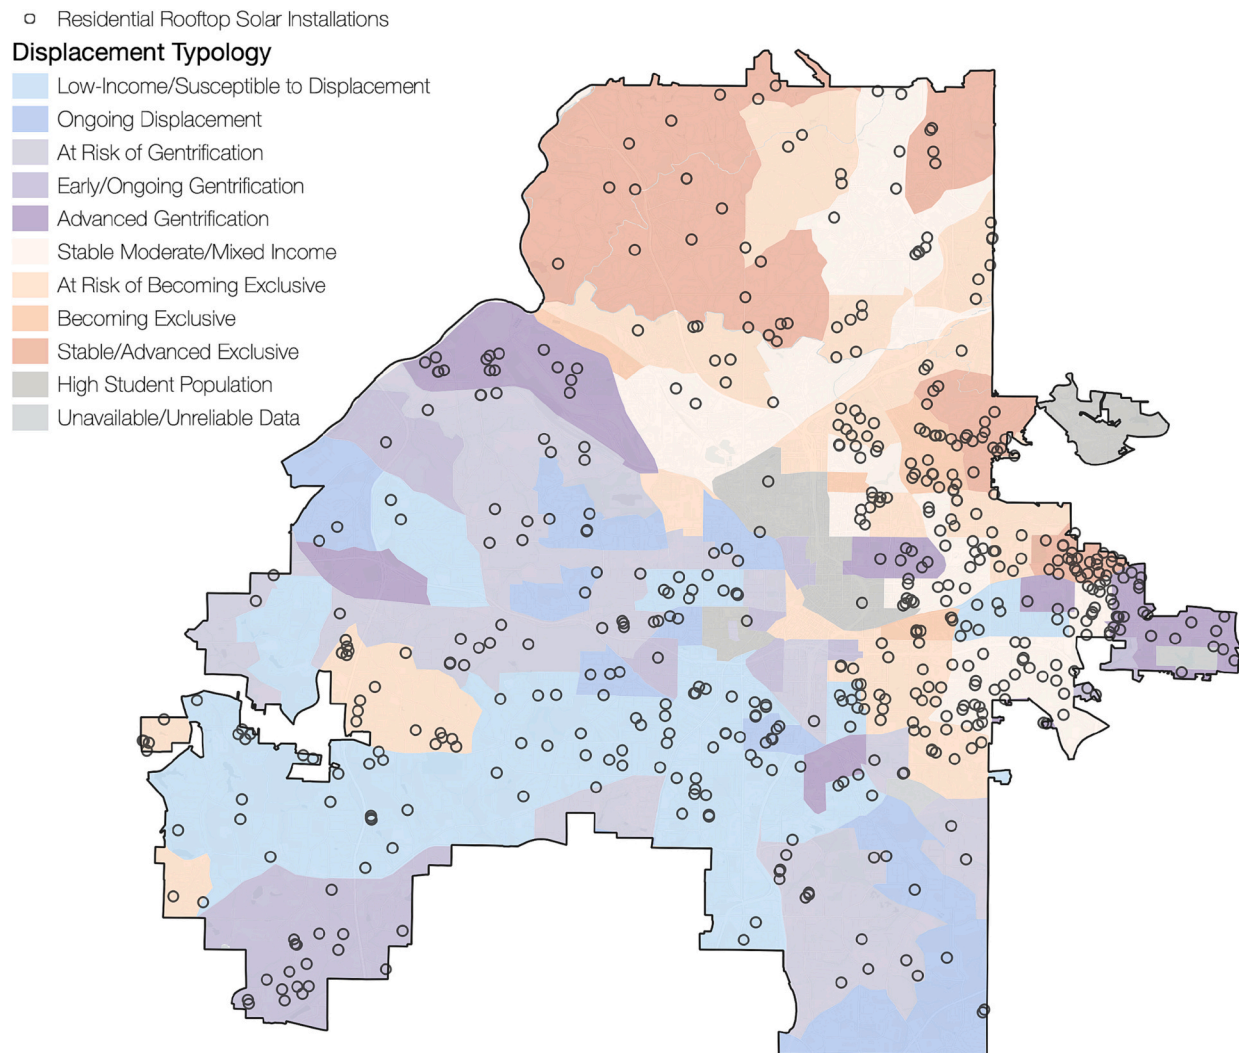 Residential Rooftop Solar Installations
Displacement Typology
Low-Income/Susceptible to Displacement
Ongoing Displacement
At Risk of Gentrification
Early/Ongoing Gentrification
Advanced Gentrification
Stable Moderate/Mixed Income
At Risk of Becoming Exclusive
Becoming Exclusive
Stable/Advanced Exclusive
High Student Population
Unavailable/Unreliable Data